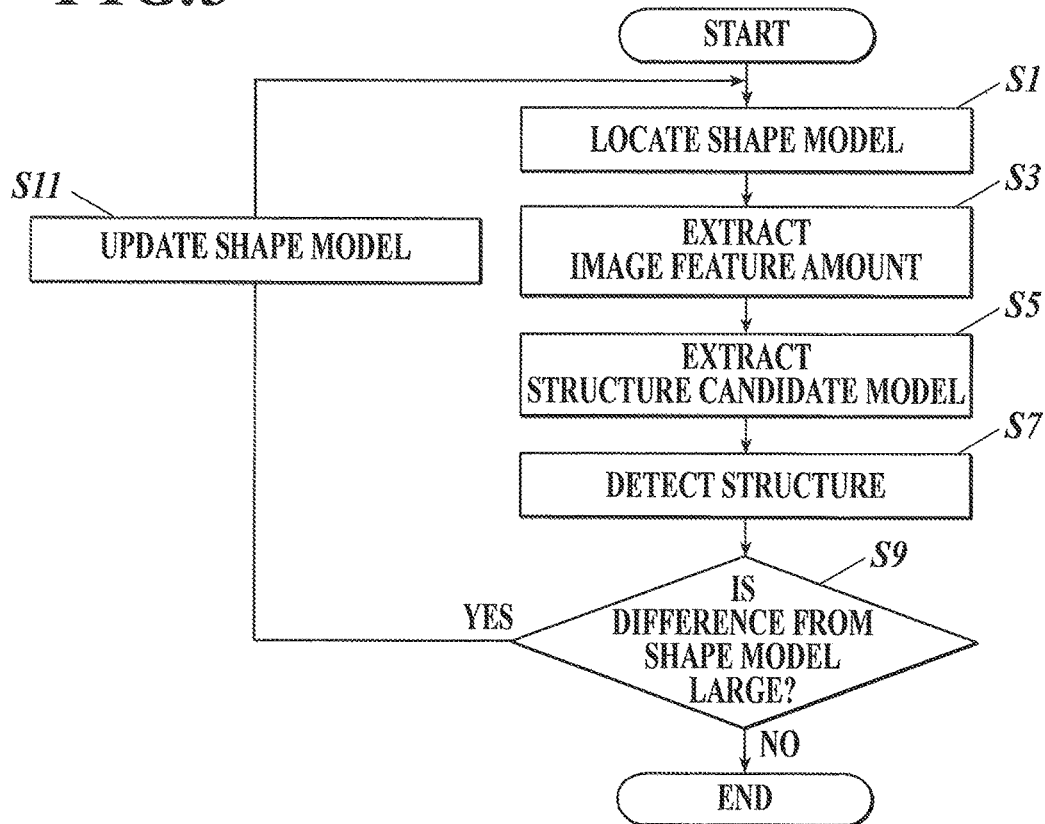 START
S1
LOCATE SHAPE MODEL
S3
EXTRACT
IMAGE FEATURE AMOUNT
S11
UPDATE SHAPE MODEL
S5
EXTRACT
STRUCTURE CANDIDATE MODEL
S7
DETECT STRUCTURE
S9
IS
DIFFERENCE FROM
SHAPE MODEL
LARGE?
YES
NO
END